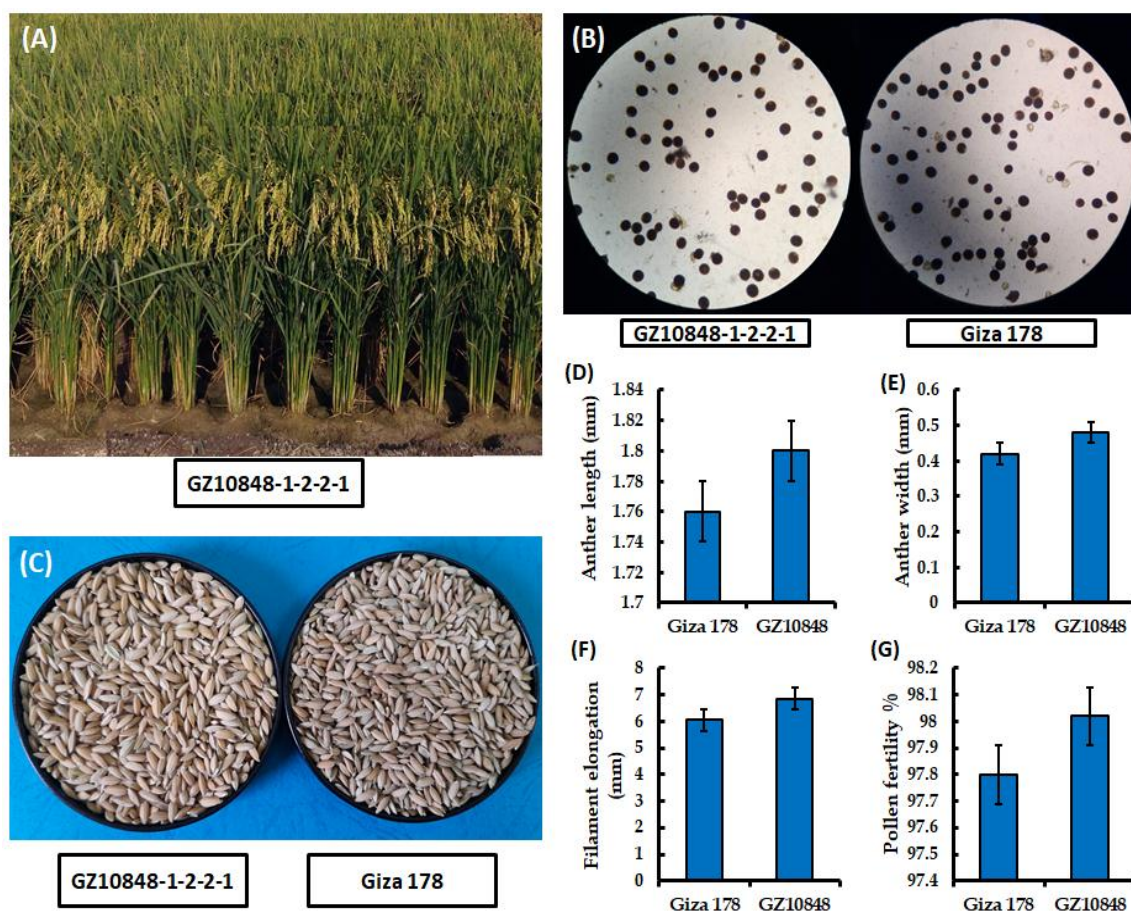 (A)
GZ10848-1-2-2-1
(B)
GZ10848-1-2-2-1
Giza 178
(C)
GZ10848-1-2-2-1
Giza 178
(D)
Anther length (mm)
1.84
1.82
1.8
1.78
1.76
1.74
1.72
1.7
Giza 178
GZ10848
(E)
Anther width (mm)
0.6
0.5
0.4
0.3
0.2
0.1
0
Giza 178
GZ10848
(F)
Filament elongation
(mm)
8
7
6
5
4
3
2
1
0
Giza 178
GZ10848
(G)
Pollen fertility %
98.2
98.1
98
97.9
97.8
97.7
97.6
97.5
97.4
Giza 178
GZ10848